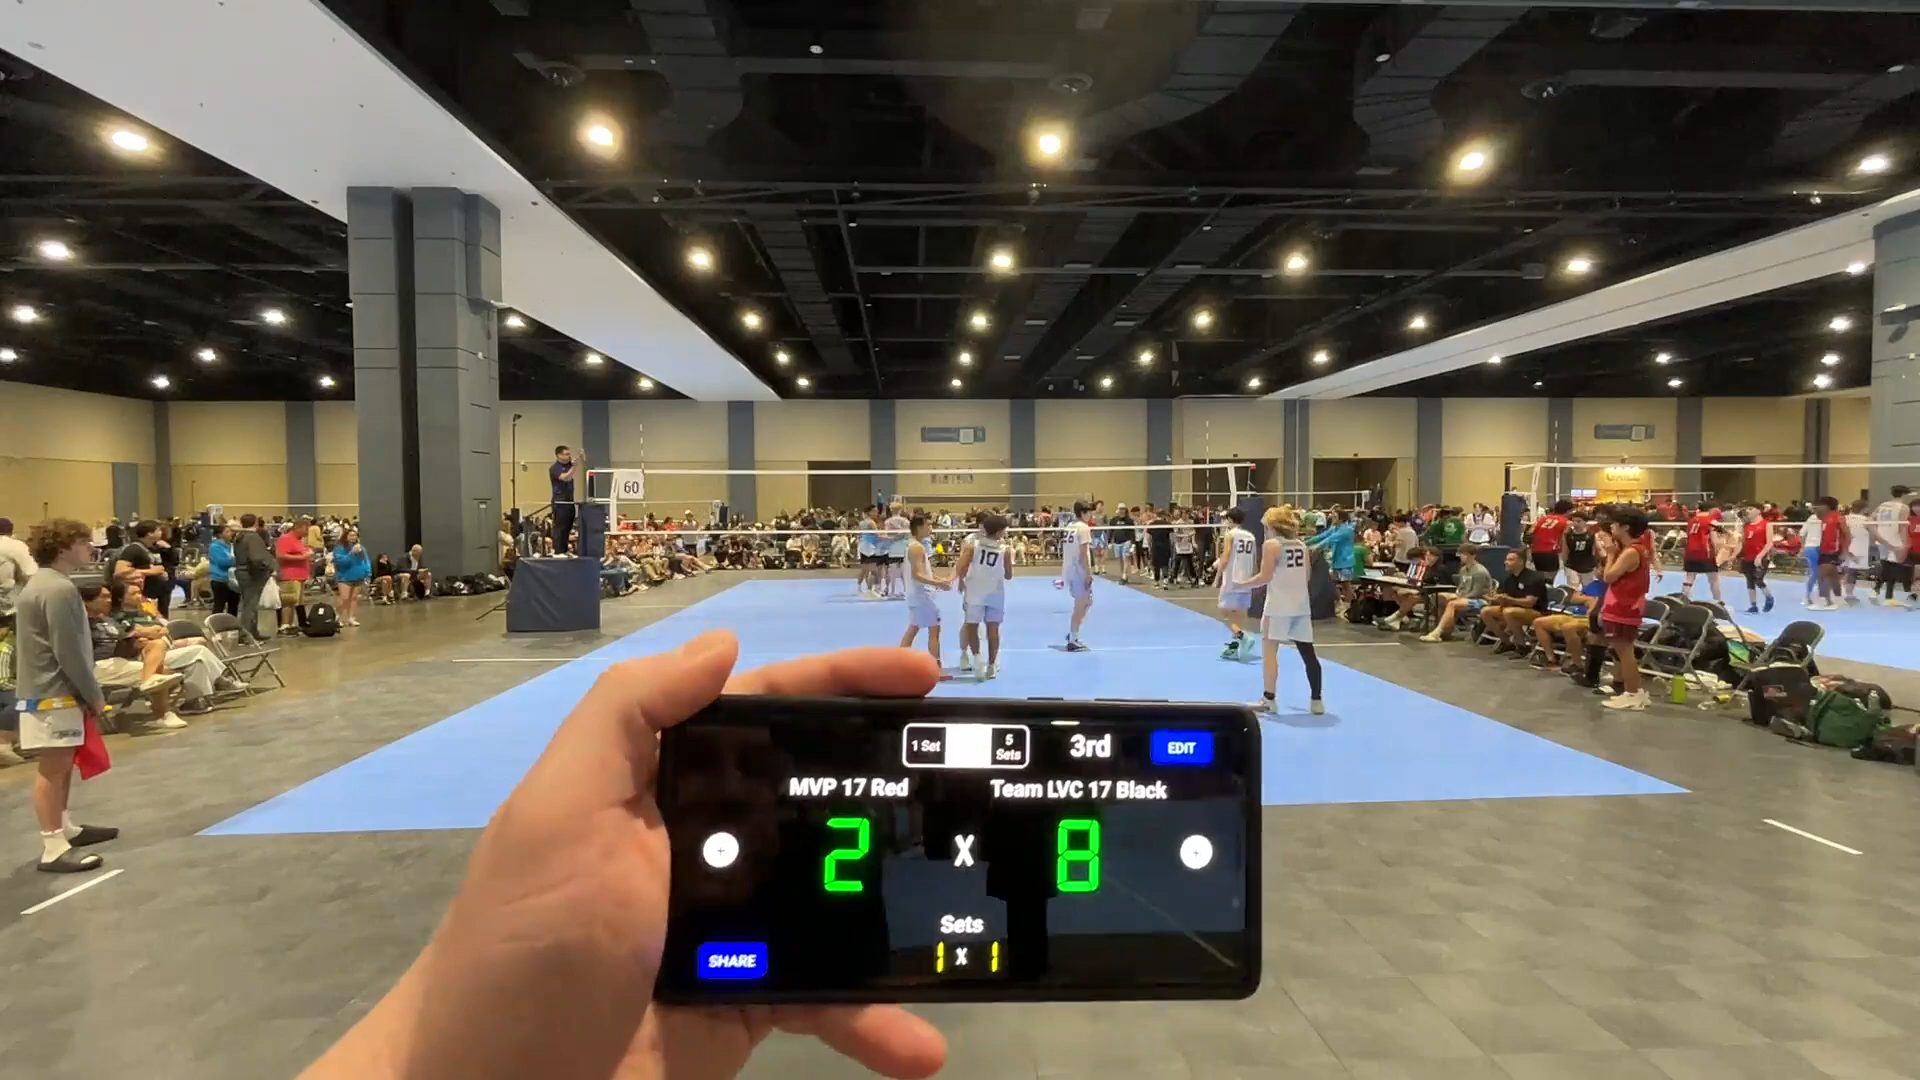 60
26
10
30
22
23
1 Set
5
Sets
3rd
EDIT
MVP 17 Red
Team LVC 17 Black
+
2
X
8
+
Sets
SHARE
1 X 1